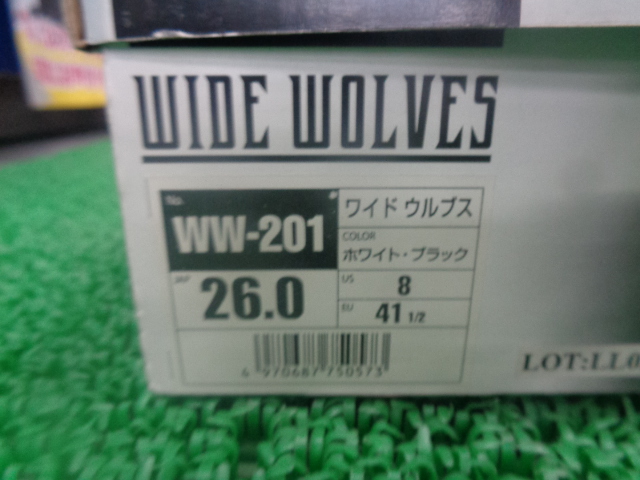 WIDE WOLVES
No.
WW-201
ワイド ウルブス
COLOR
ホワイト・ブラック
JAP
26.0
US
8
EU
41 1/2
4 970687 750573
LOT:LL0